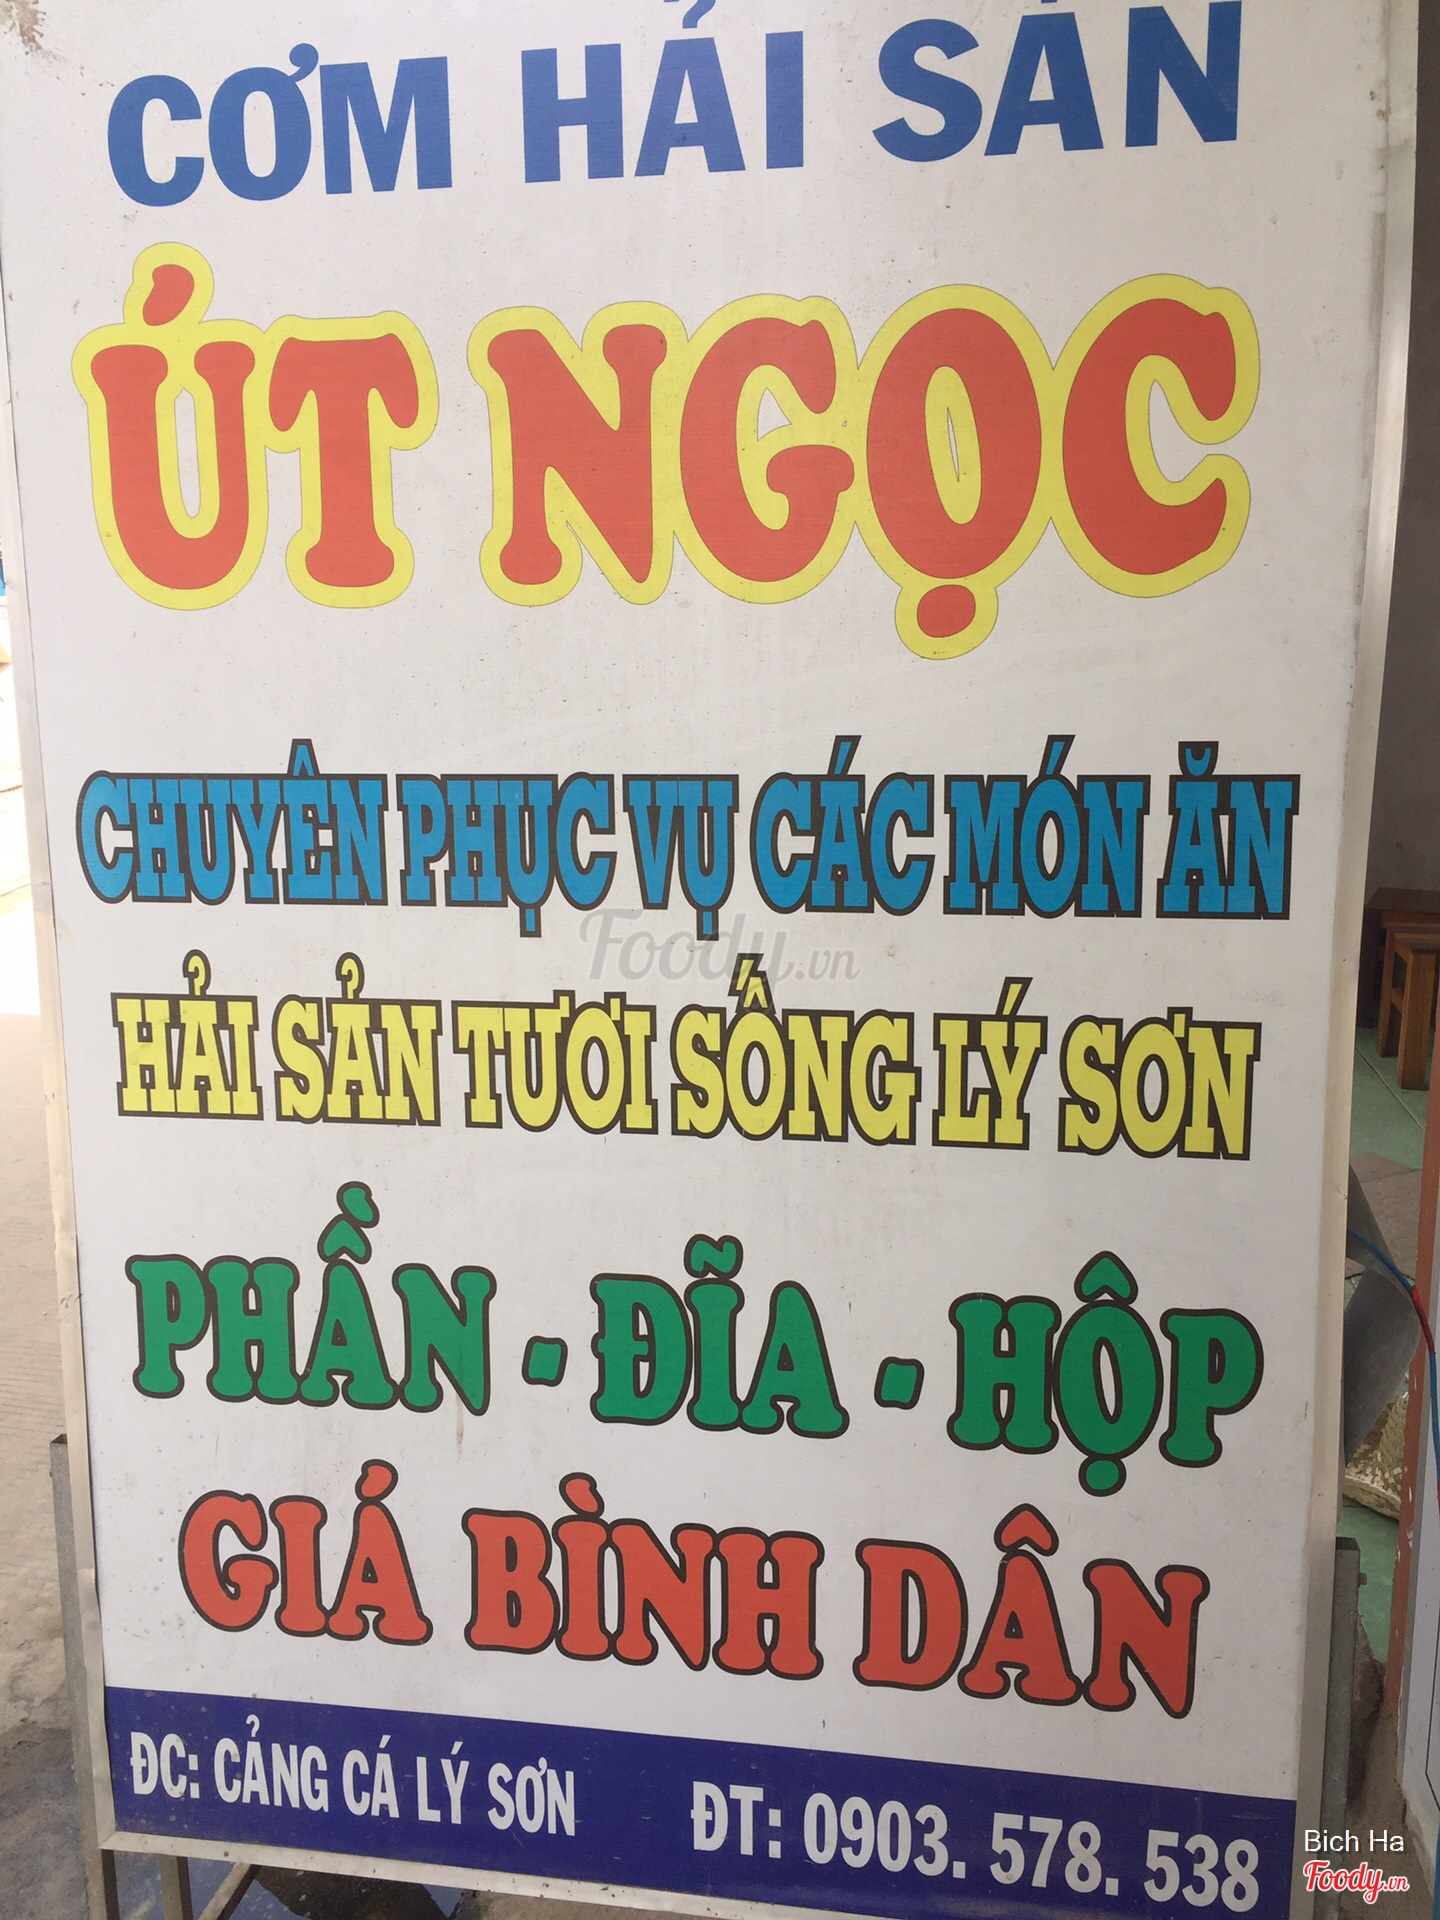 CƠM HẢI SẢN
ÚT NGỌC
CHUYÊN PHỤC VỤ CÁC MÓN ĂN
HẢI SẢN TƯƠI SỐNG LÝ SƠN
PHẦN - ĐĨA - HỘP
GIÁ BÌNH DÂN
ĐC: CẢNG CÁ LÝ SƠN ĐT: 0903. 578. 538
Foody.vn
Bich Ha
Foody.vn